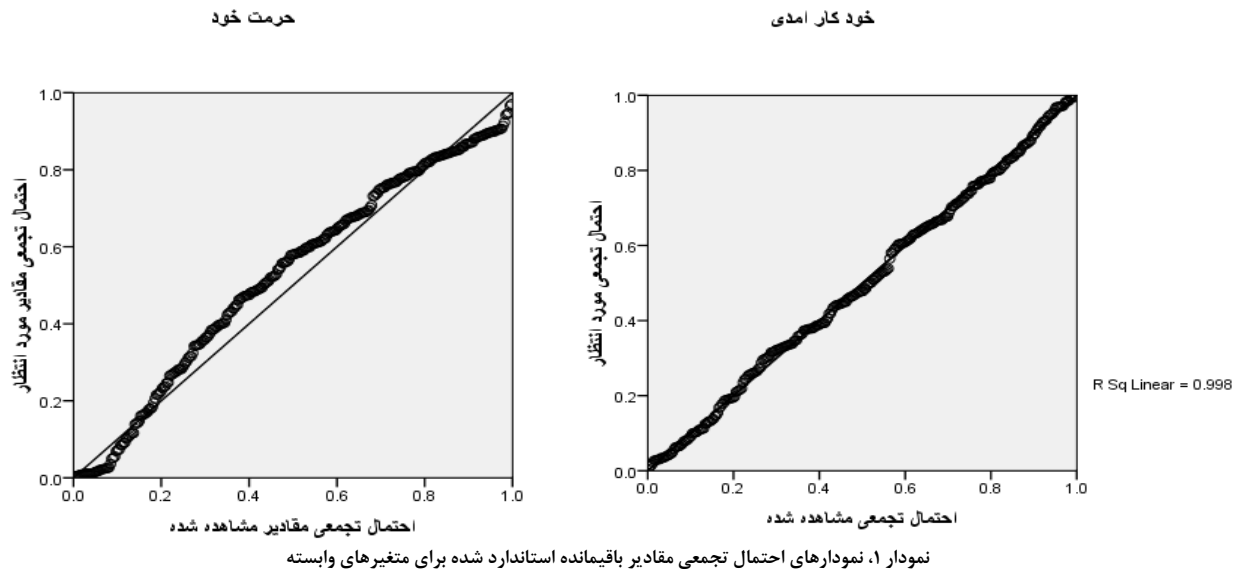 حرمت خود
خود کار امدی
1.0
0.8
0.6
0.4
0.2
0.0
احتمال تجمعی مقادیر مورد انتظار
0.0 0.2 0.4 0.6 0.8 1.0
احتمال تجمعی مقادیر مشاهده شده
1.0
0.8
0.6
0.4
0.2
0.0
احتمال تجمعی مورد انتظار
0.0 0.2 0.4 0.6 0.8 1.0
احتمال تجمعی مشاهده شده
R Sq Linear = 0.998
نمودار ۱، نمودارهای احتمال تجمعی مقادیر باقیمانده استاندارد شده برای متغیرهای وابسته